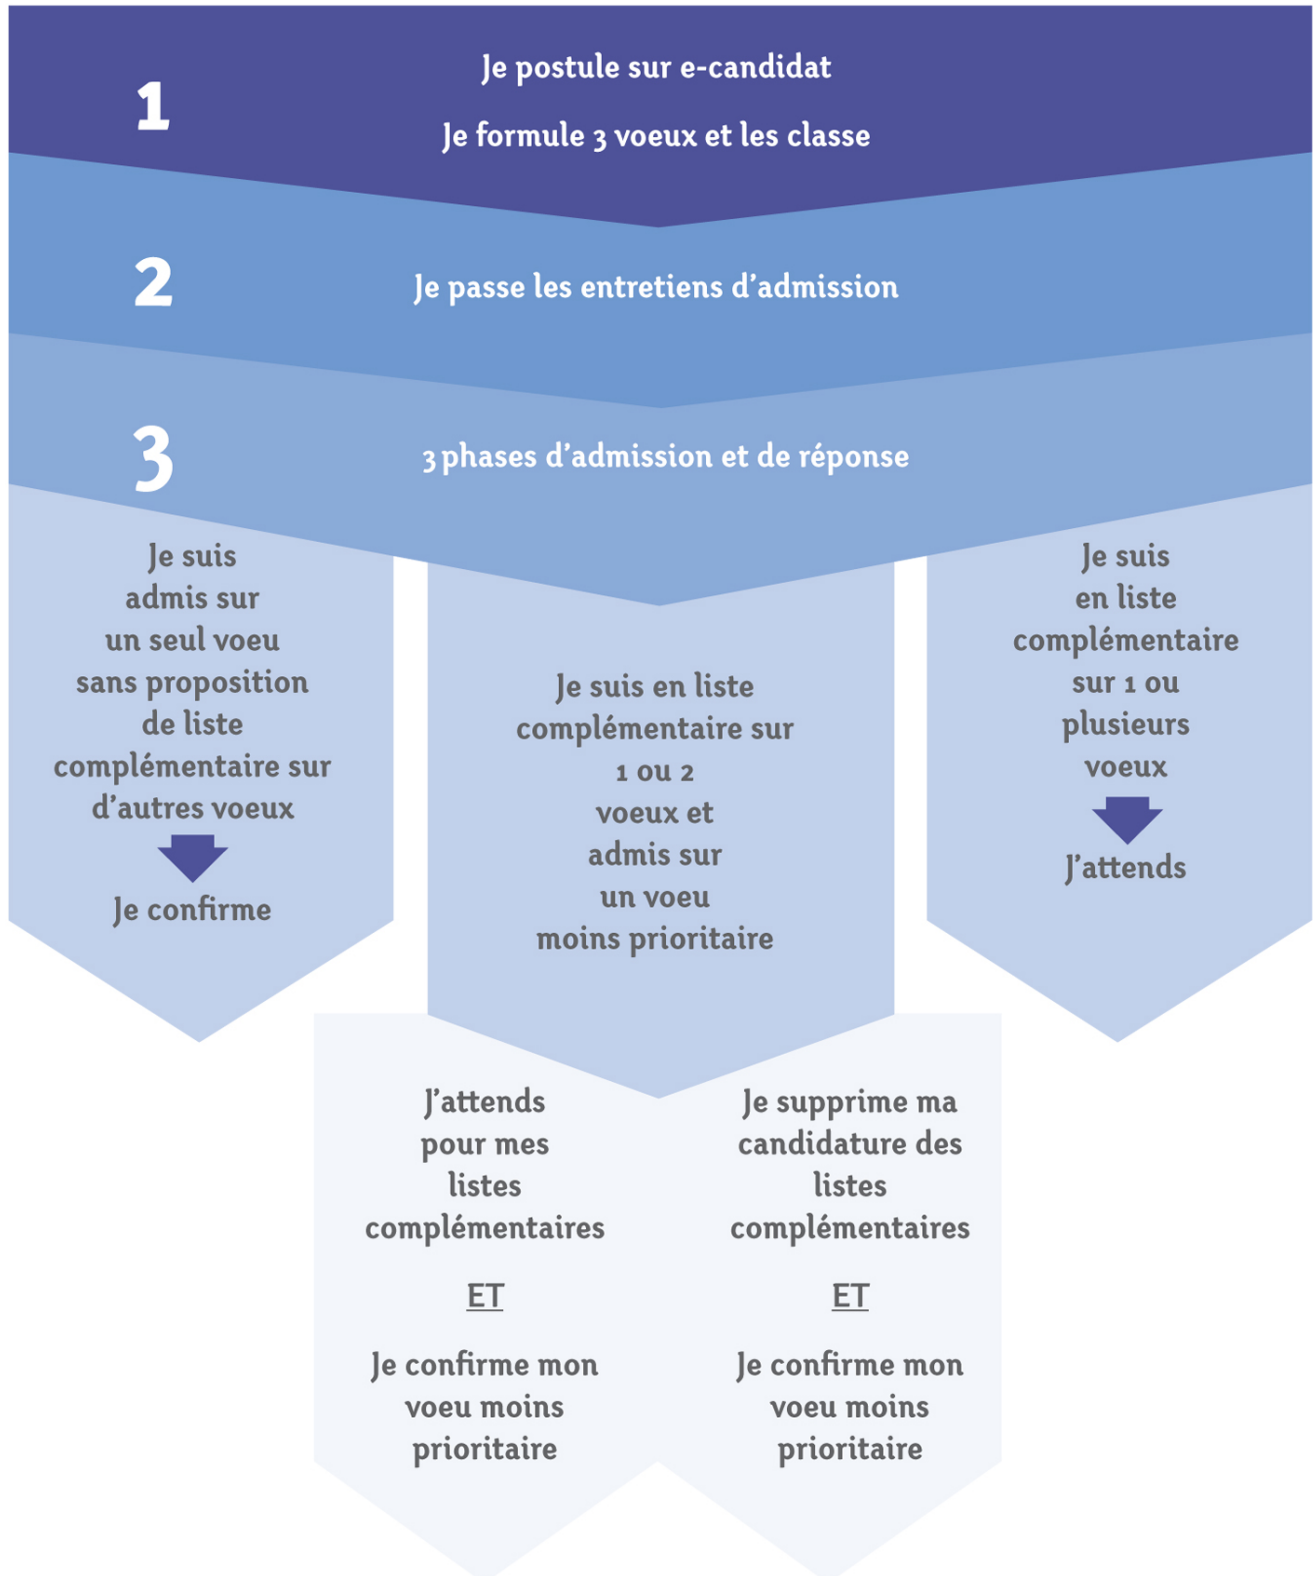 1
Je postule sur e-candidat
Je formule 3 voeux et les classe
2
Je passe les entretiens d’admission
3
3 phases d’admission et de réponse
Je suis
admis sur
un seul voeu
sans proposition
de liste
complémentaire sur
d’autres voeux
Je confirme
Je suis en liste
complémentaire sur
1 ou 2
voeux et
admis sur
un voeu
moins prioritaire
Je suis
en liste
complémentaire
sur 1 ou
plusieurs
voeux
J’attends
J’attends
pour mes
listes
complémentaires
ET
Je confirme mon
voeu moins
prioritaire
Je supprime ma
candidature des
listes
complémentaires
ET
Je confirme mon
voeu moins
prioritaire